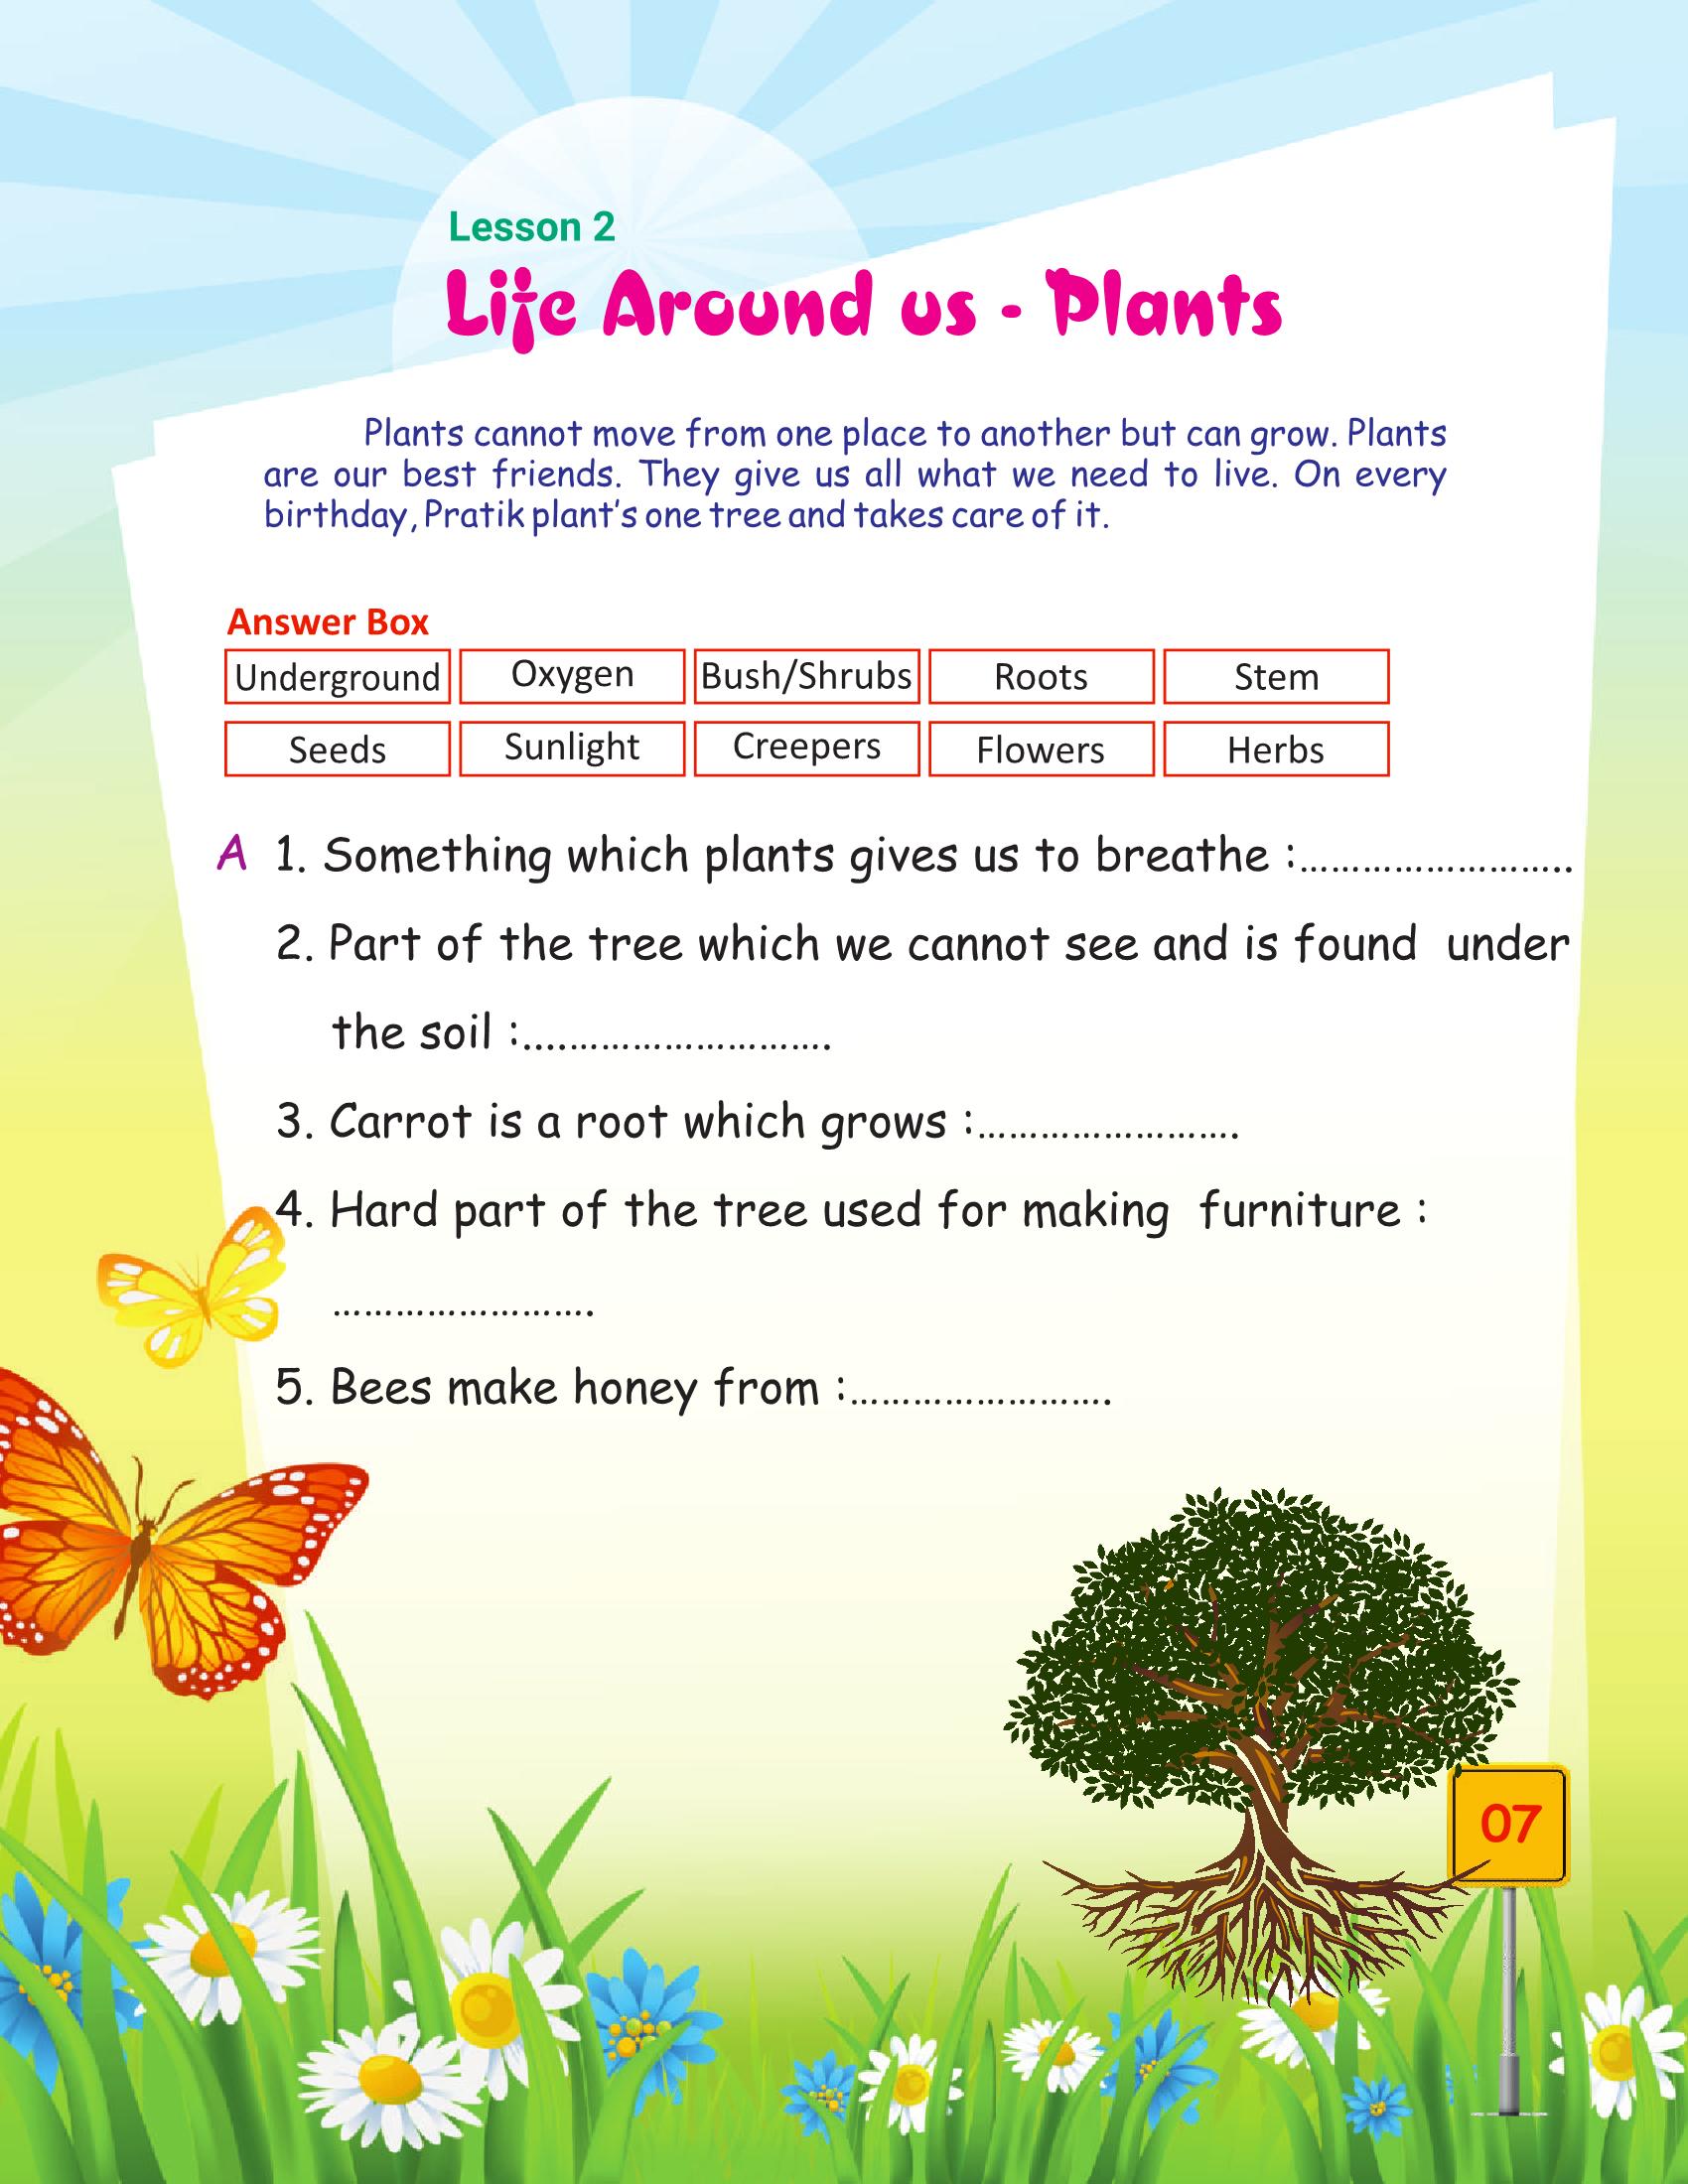 Lesson 2
Life Around us - Plants
Plants cannot move from one place to another but can grow. Plants
are our best friends. They give us all what we need to live. On every
birthday, Pratik plant's one tree and takes care of it.
Answer Box
Underground Oxygen Bush/Shrubs Roots Stem
Seeds Sunlight Creepers Flowers Herbs
A 1. Something which plants gives us to breathe :……………………..
2. Part of the tree which we cannot see and is found under
the soil :....…………………….
3. Carrot is a root which grows :…………………….
4. Hard part of the tree used for making furniture :
…………………….
5. Bees make honey from :…………………….
07